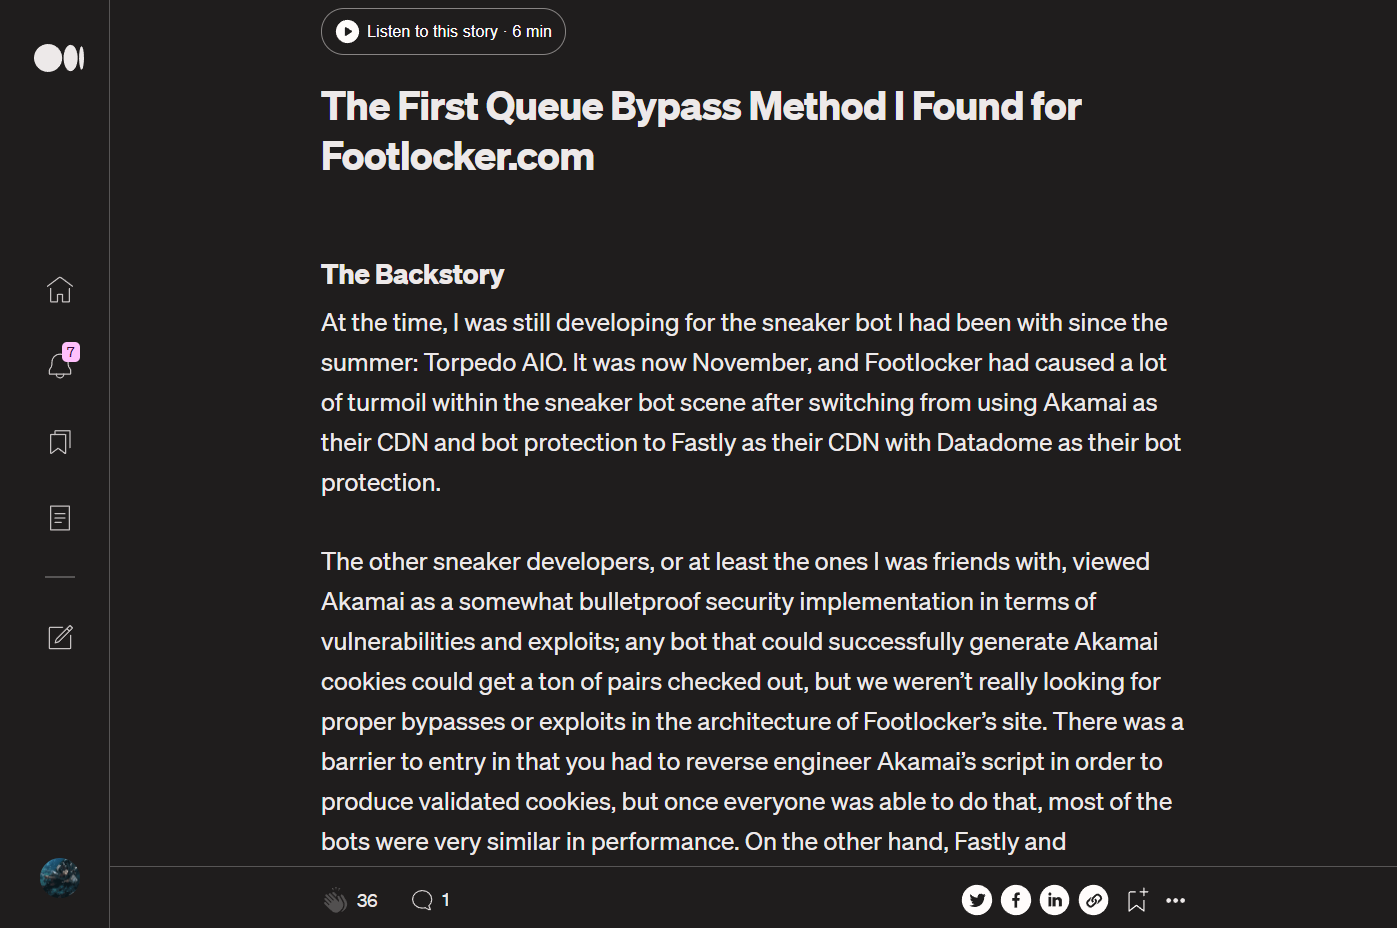 Listen to this story · 6 min
The First Queue Bypass Method I Found for
Footlocker.com
The Backstory
At the time, I was still developing for the sneaker bot I had been with since the
summer: Torpedo AIO. It was now November, and Footlocker had caused a lot
of turmoil within the sneaker bot scene after switching from using Akamai as
their CDN and bot protection to Fastly as their CDN with Datadome as their bot
protection.
The other sneaker developers, or at least the ones I was friends with, viewed
Akamai as a somewhat bulletproof security implementation in terms of
vulnerabilities and exploits; any bot that could successfully generate Akamai
cookies could get a ton of pairs checked out, but we weren’t really looking for
proper bypasses or exploits in the architecture of Footlocker’s site. There was a
barrier to entry in that you had to reverse engineer Akamai’s script in order to
produce validated cookies, but once everyone was able to do that, most of the
bots were very similar in performance. On the other hand, Fastly and
7
36
1